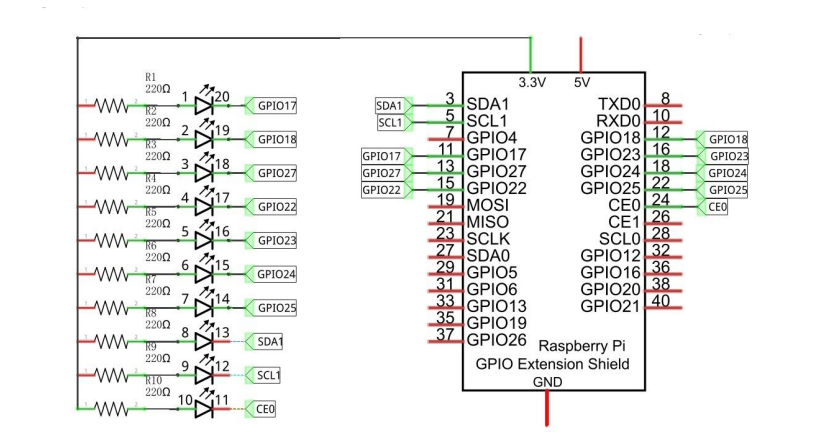 R1
220Ω
1 20 GPIO17
R2
220Ω
2 19 GPIO18
R3
220Ω
3 18 GPIO27
R4
220Ω
4 17 GPIO22
R5
220Ω
5 16 GPIO23
R6
220Ω
6 15 GPIO24
R7
220Ω
7 14 GPIO25
R8
220Ω
8 13 SDA1
R9
220Ω
9 12 SCL1
R10
220Ω
10 11 CE0
3.3V 5V
SDA1 3 SDA1 TXD0 8
SCL1 5 SCL1 RXD0 10
7 GPIO4 GPIO18 12 GPIO18
GPIO17 11 GPIO17 GPIO23 16 GPIO23
GPIO27 13 GPIO27 GPIO24 18 GPIO24
GPIO22 15 GPIO22 GPIO25 22 GPIO25
19 MOSI CE0 24 CE0
21 MISO CE1 26
23 SCLK SCL0 28
27 SDA0 GPIO12 32
29 GPIO5 GPIO16 36
31 GPIO6 GPIO20 38
33 GPIO13 GPIO21 40
35 GPIO19
37 GPIO26
Raspberry Pi
GPIO Extension Shield
GND